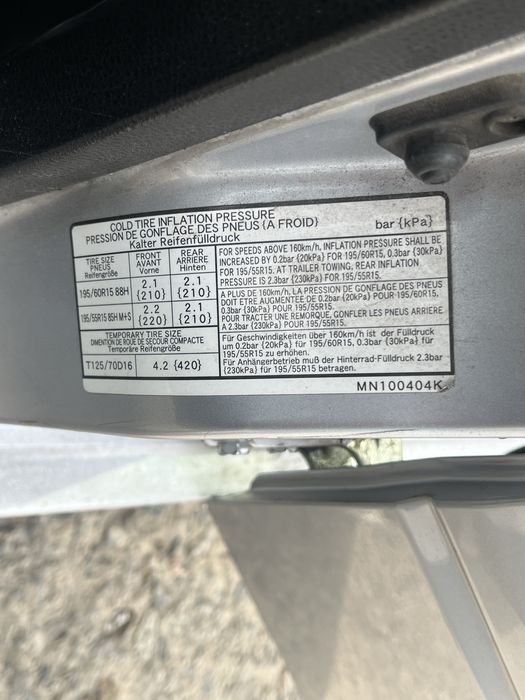 COLD TIRE INFLATION PRESSURE
PRESSION DE GONFLAGE DES PNEUS {A FROID}
Kalter Reifenfülldruck
bar {kPa}
TIRE SIZE
PNEUS
Reifengröße
FRONT
AVANT
Vorne
REAR
ARRIERE
Hinten
195/60R15 88H
2.1
{210}
2.1
{210}
195/55R15 85H M+S
2.2
{220}
2.1
{210}
TEMPORARY TIRE SIZE
DIMENTION DE ROUE DE SECOUR COMPACTE
Temporäre Reifengröße
T125/70D16
4.2 {420}
FOR SPEEDS ABOVE 160km/h, INFLATION PRESSURE SHALL BE
INCREASED BY 0.2bar {20kPa} FOR 195/60R15, 0.3bar {30kPa}
FOR 195/55R15. AT TRAILER TOWING, REAR INFLATION
PRESSURE IS 2.3bar {230kPa} FOR 195/55R15.
A PLUS DE 160km/h, LA PRESSION DE GONFLAGE DES PNEUS
DOIT ETRE AUGMENTEE DE 0.2bar {20kPa} POUR 195/60R15,
0.3bar {30kPa} POUR 195/55R15.
POUR TRACTER UNE REMORQUE, GONFLER LES PNEUS ARRIERE
A 2.3bar {230kPa} POUR 195/55R15.
Für Geschwindigkeiten über 160km/h ist der Fülldruck
um 0.2bar {20kPa} für 195/60R15, 0.3bar {30kPa} für
195/55R15 zu erhöhen.
Für Anhängerbetrieb muß der Hinterrad-Fülldruck 2.3bar
{230kPa} für 195/55R15 betragen.
MN100404K